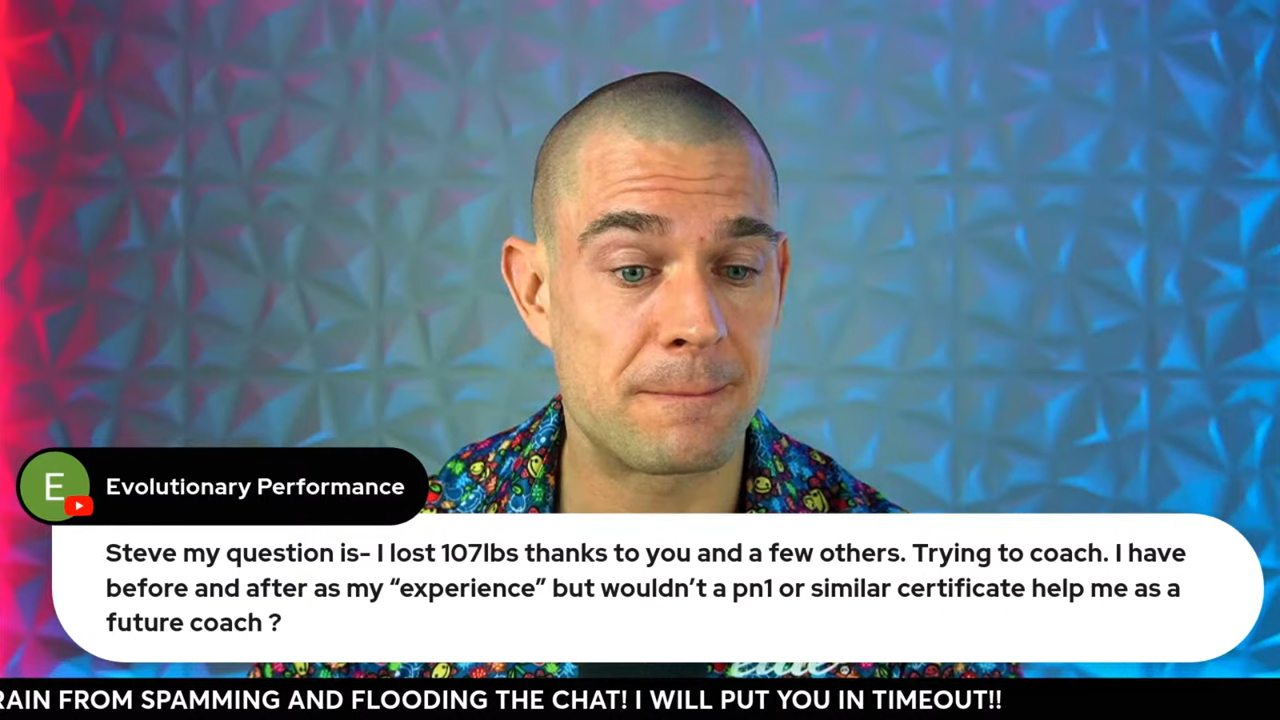 E
Evolutionary Performance
Steve my question is- I lost 107lbs thanks to you and a few others. Trying to coach. I have
before and after as my “experience” but wouldn’t a pn1 or similar certificate help me as a
future coach ?
RAIN FROM SPAMMING AND FLOODING THE CHAT! I WILL PUT YOU IN TIMEOUT!!